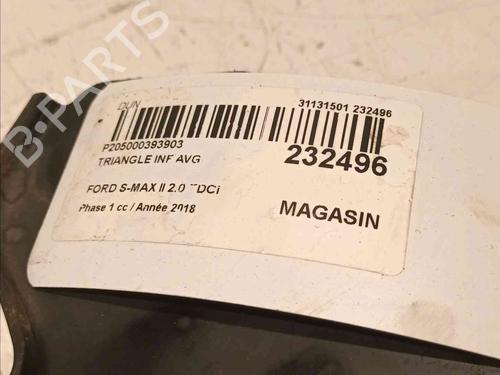 B-PARTS
DUN
31131501 232496
P205000393903
232496
TRIANGLE INF AVG
FORD S-MAX II 2.0 TDCi
Phase 1 cc / Année 2018
MAGASIN